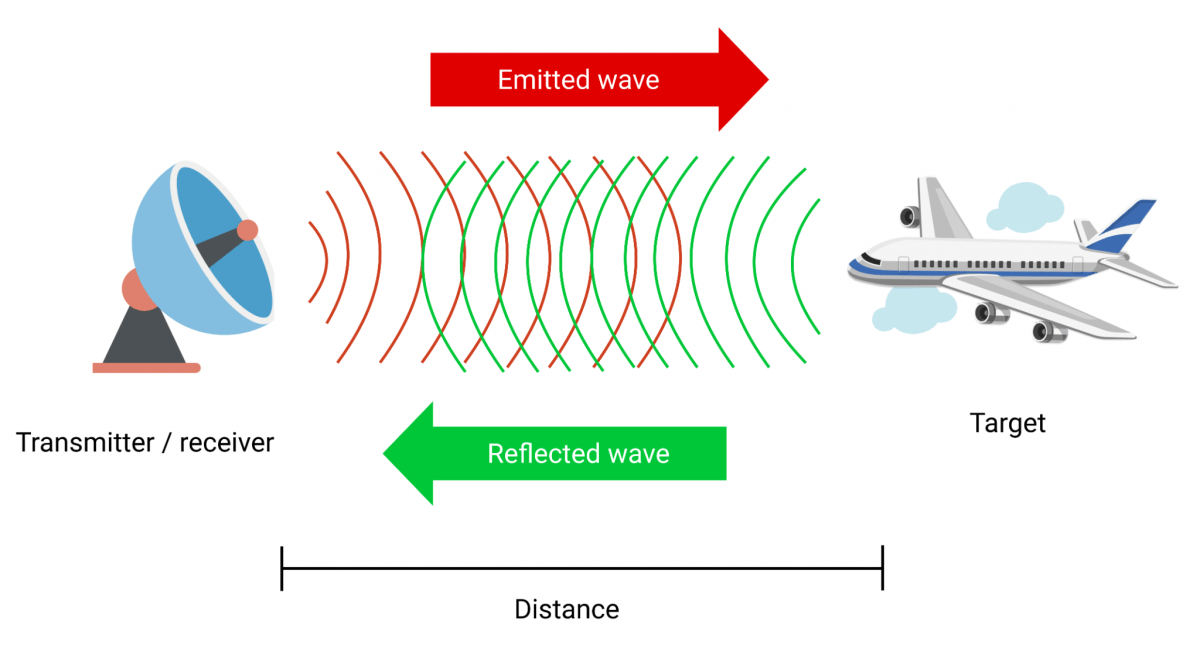 Emitted wave
Transmitter / receiver
Target
Reflected wave
Distance